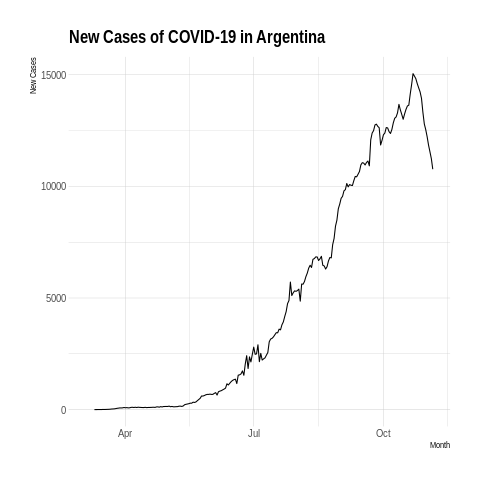 New Cases of COVID-19 in Argentina
New Cases
15000
10000
5000
0
Apr
Jul
Oct
Month